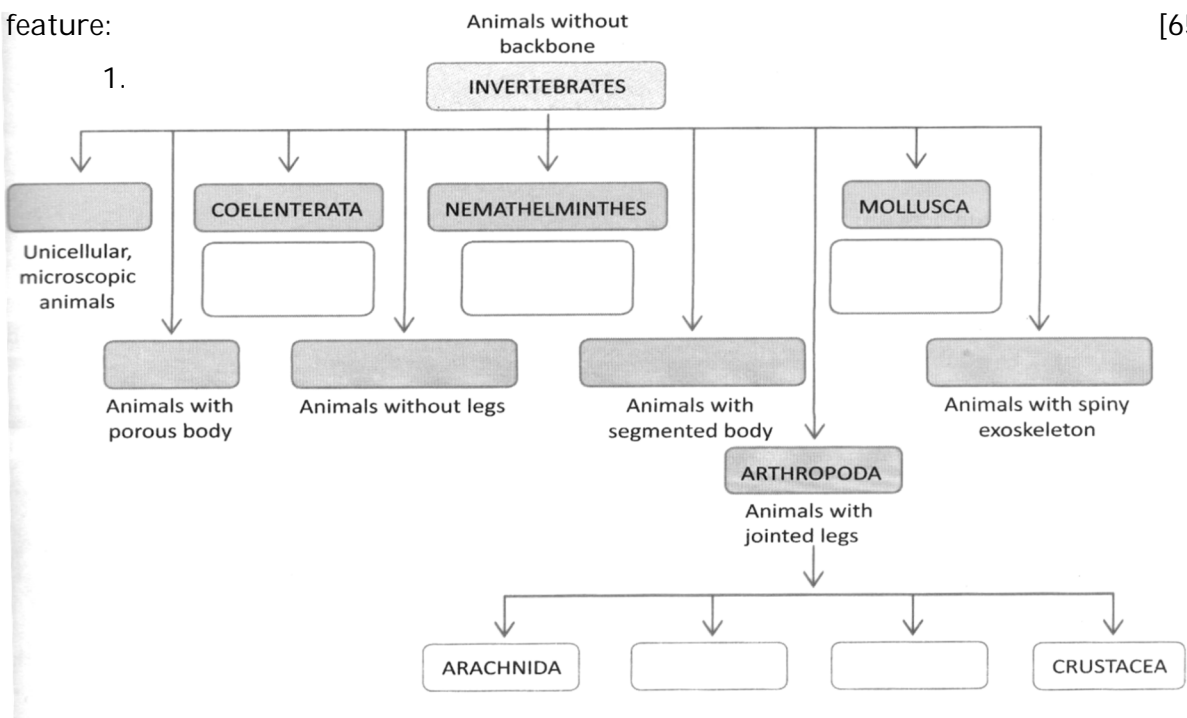 feature:
[65
1.
Animals without
backbone
INVERTEBRATES
COELENTERATA
NEMATHELMINTHES
MOLLUSCA
Unicellular,
microscopic
animals
Animals with
porous body
Animals without legs
Animals with
segmented body
Animals with spiny
exoskeleton
ARTHROPODA
Animals with
jointed legs
ARACHNIDA
CRUSTACEA